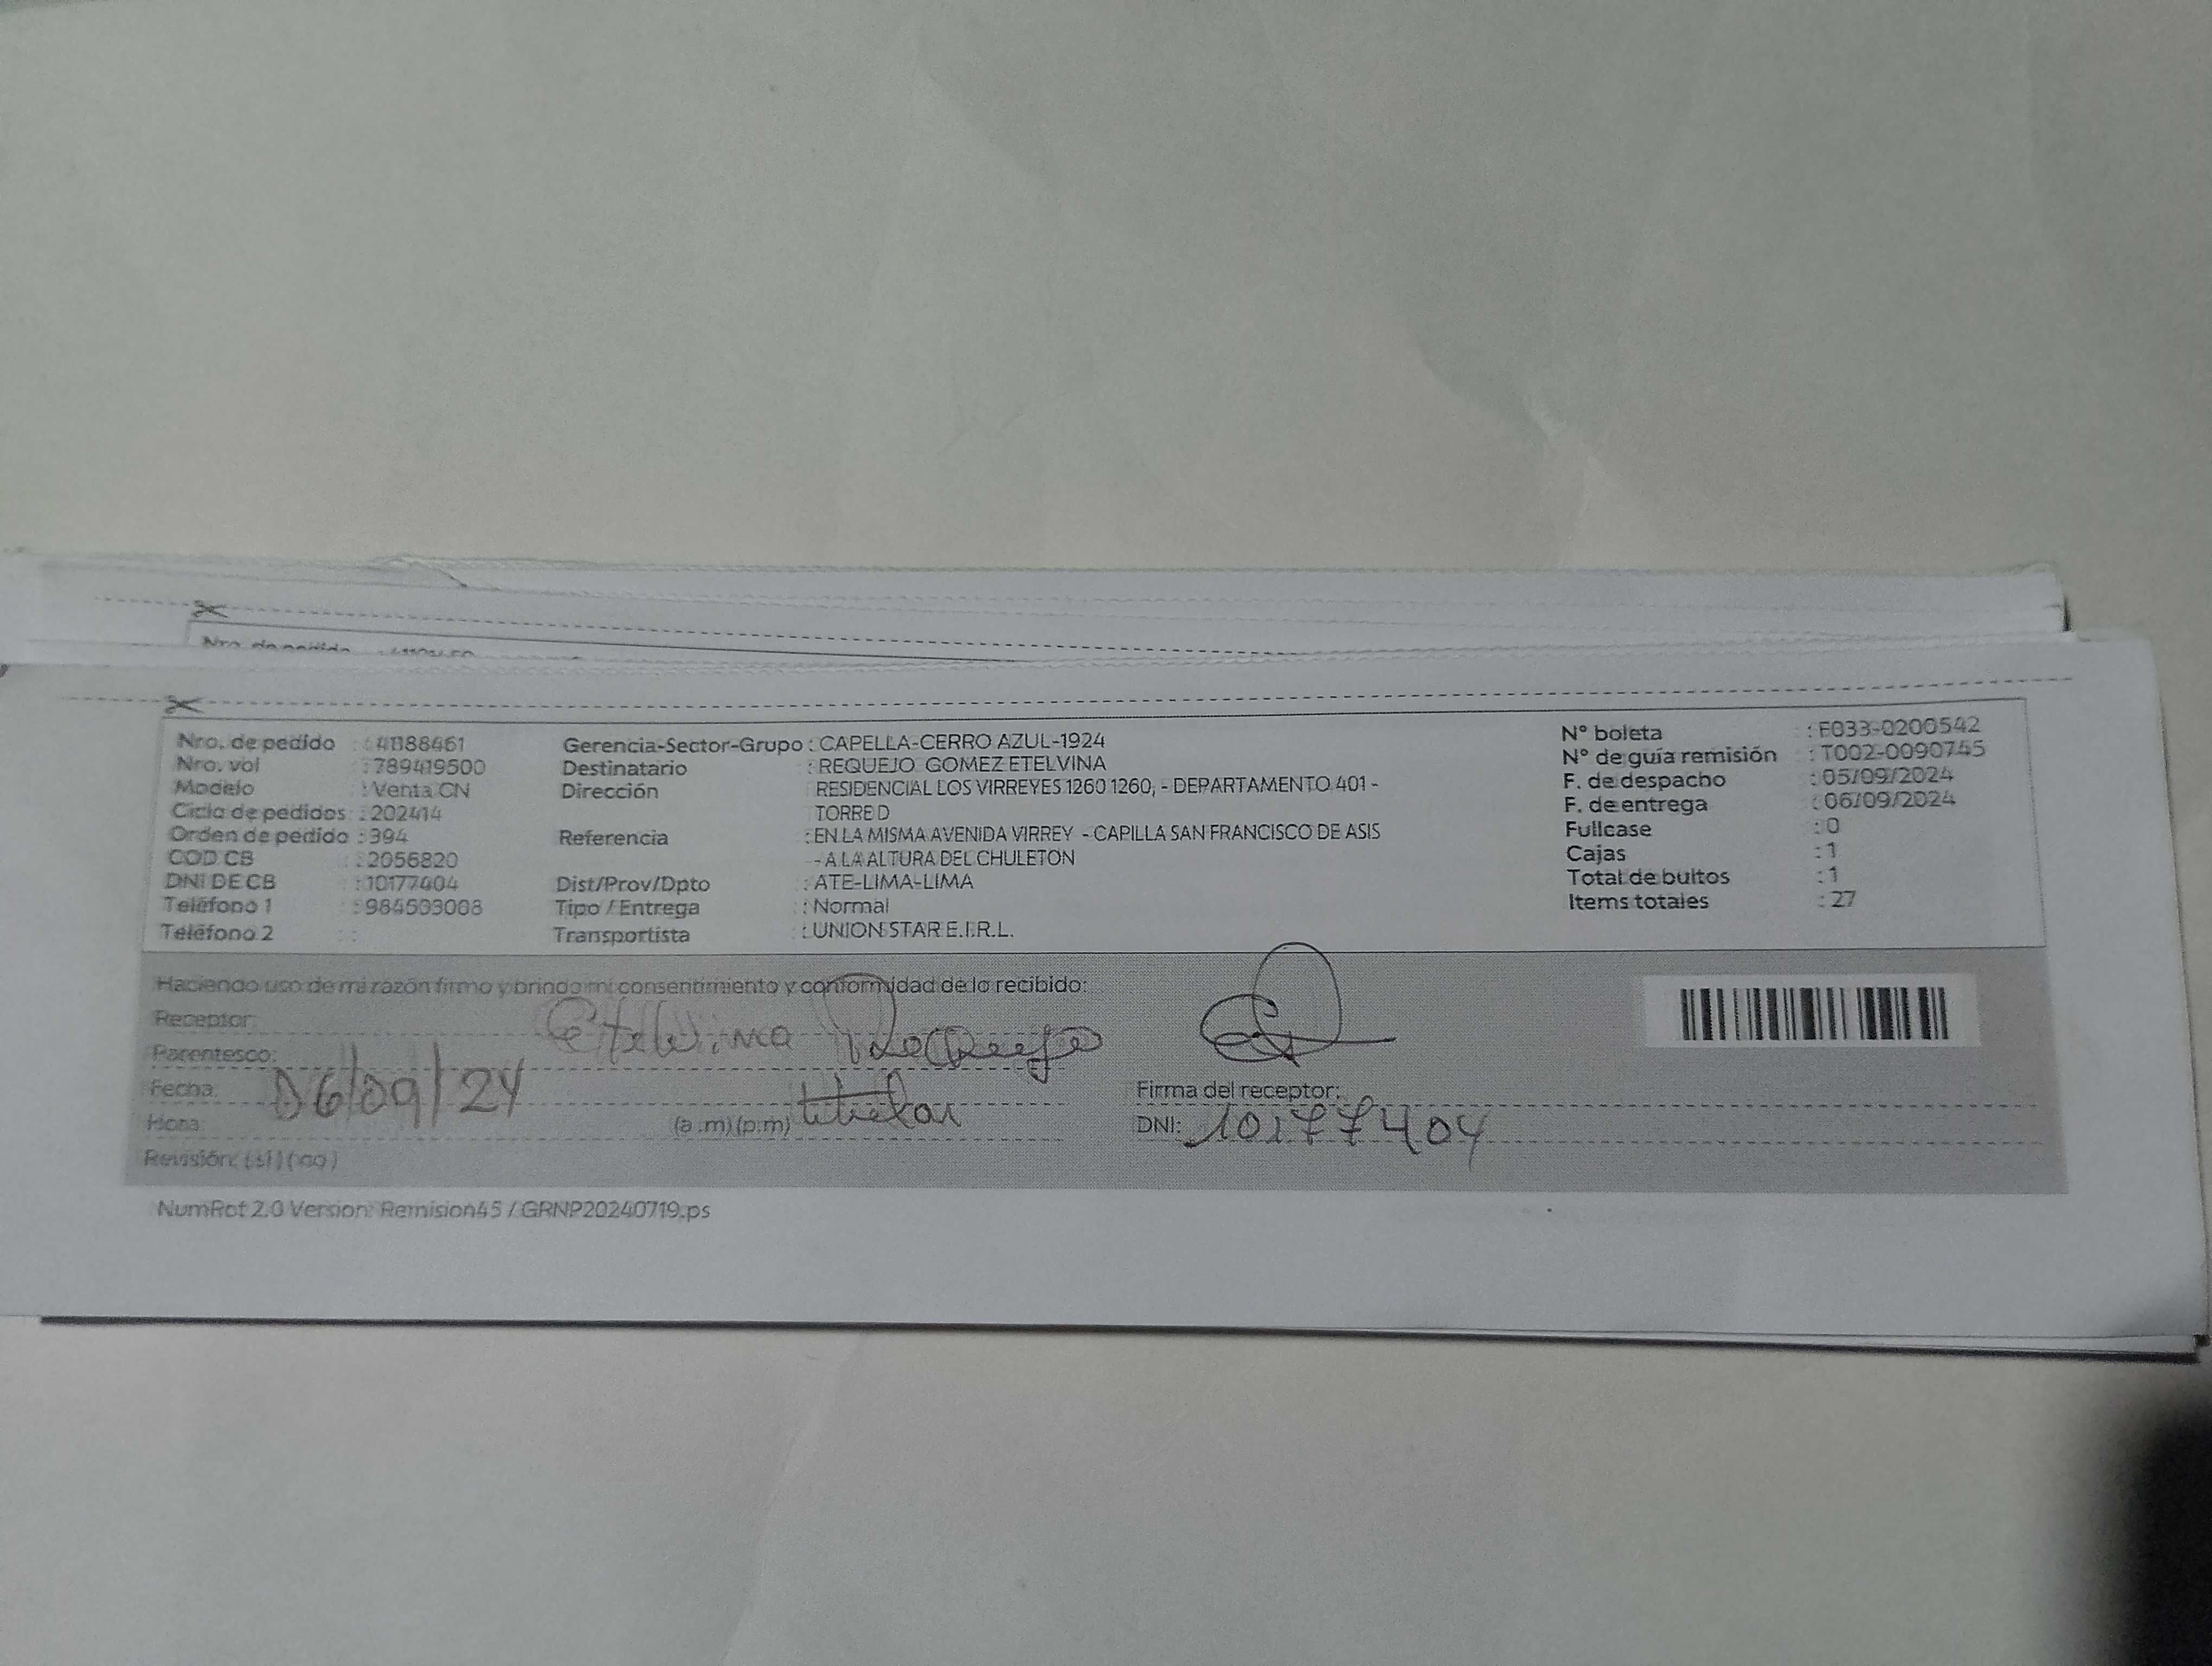 Nro. de pedido
Nro. de pedido : 41188461
Nro. vol : 789419500
Modelo : Venta CN
Ciclo de pedidos : 202414
Orden de pedido : 394
COD CB : 2056820
DNI DE CB : 10177404
Teléfono 1 : 984503008
Teléfono 2 :
Gerencia-Sector-Grupo : CAPELLA-CERRO AZUL-1924
Destinatario : REQUEJO GOMEZ ETELVINA
Dirección RESIDENCIAL LOS VIRREYES 1260 1260, - DEPARTAMENTO 401 -
TORRE D
Referencia : EN LA MISMA AVENIDA VIRREY - CAPILLA SAN FRANCISCO DE ASIS
- A LA ALTURA DEL CHULETON
Dist/Prov/Dpto : ATE-LIMA-LIMA
Tipo / Entrega : Normal
Transportista : UNION STAR E.I.R.L.
N° boleta : F033-0200542
N° de guía remisión : T002-0090745
F. de despacho : 05/09/2024
F. de entrega : 06/09/2024
Fullcase : 0
Cajas : 1
Total de bultos : 1
Items totales : 27
Haciendo uso de mi razón firmo y brindo mi consentimiento y conformidad de lo recibido:
Receptor: Etelvina Requejo
Parentesco:
Fecha: 06/09/24
Hora: (a.m) (p.m) titular
Revisión: (si) (no)
Firma del receptor:
DNI: 10177404
NumRot 2.0 Version: Remision45 / GRNP20240719.ps